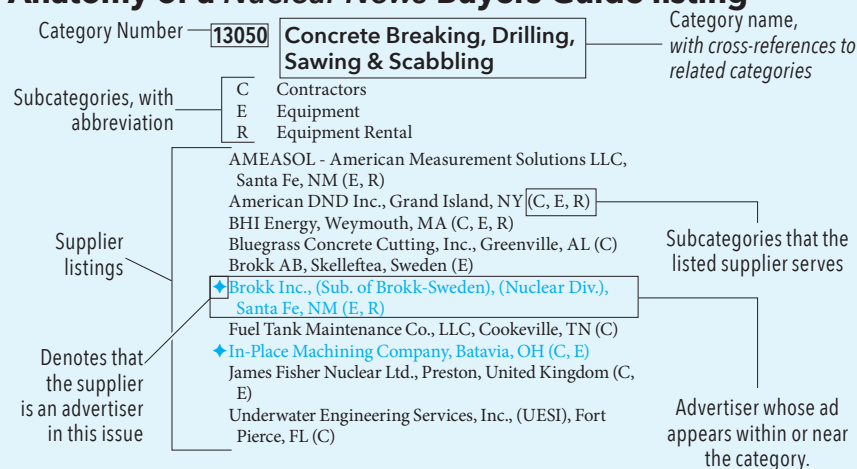 Anatomy of a Nuclear News Buyers Guide listing
Category Number
13050
Concrete Breaking, Drilling,
Sawing & Scabbling
Category name,
with cross-references to
related categories
Subcategories, with
abbreviation
C Contractors
E Equipment
R Equipment Rental
Supplier
listings
AMEASOL - American Measurement Solutions LLC,
Santa Fe, NM (E, R)
American DND Inc., Grand Island, NY (C, E, R)
BHI Energy, Weymouth, MA (C, E, R)
Bluegrass Concrete Cutting, Inc., Greenville, AL (C)
Brokk AB, Skelleftea, Sweden (E)
✦Brokk Inc., (Sub. of Brokk-Sweden), (Nuclear Div.),
Santa Fe, NM (E, R)
Fuel Tank Maintenance Co., LLC, Cookeville, TN (C)
✦In-Place Machining Company, Batavia, OH (C, E)
James Fisher Nuclear Ltd., Preston, United Kingdom (C,
E)
Underwater Engineering Services, Inc., (UESI), Fort
Pierce, FL (C)
Subcategories that the
listed supplier serves
Denotes that
the supplier
is an advertiser
in this issue
Advertiser whose ad
appears within or near
the category.